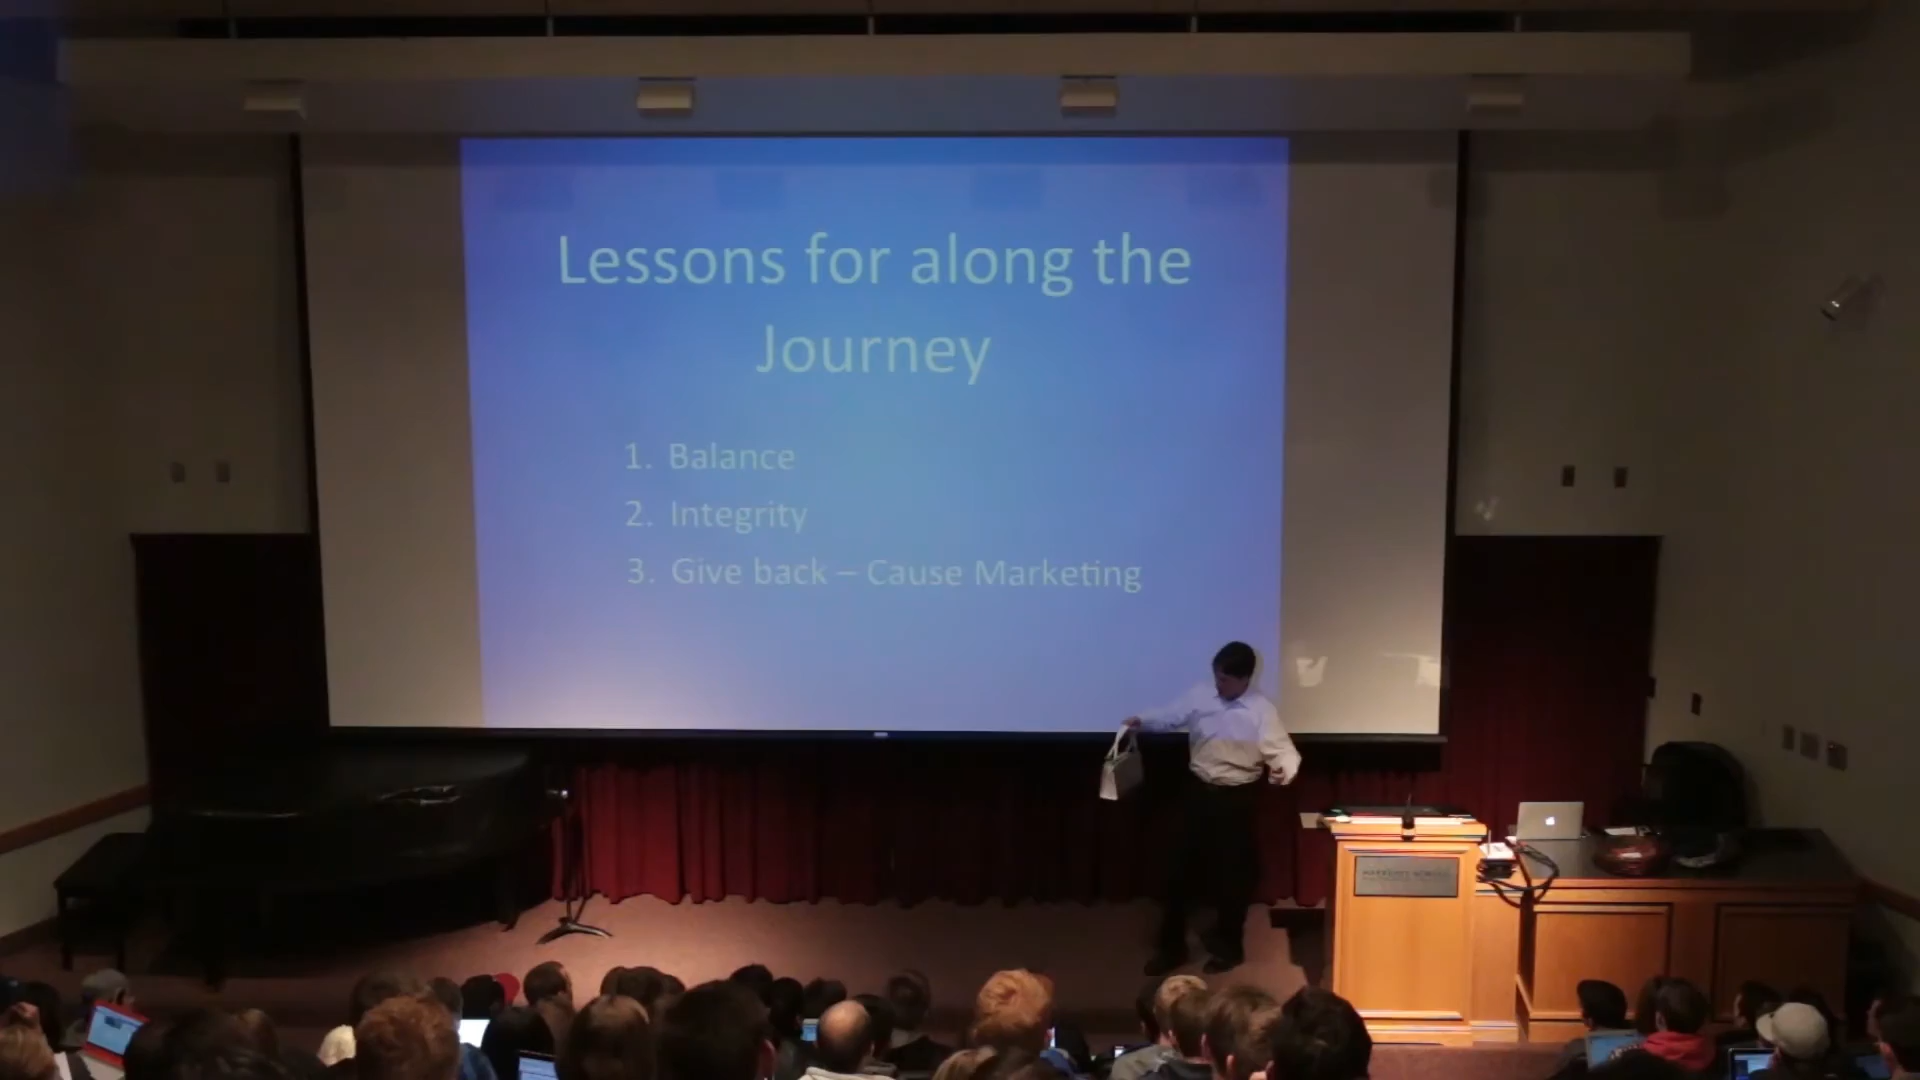 Lessons for along the
Journey
1. Balance
2. Integrity
3. Give back – Cause Marketing